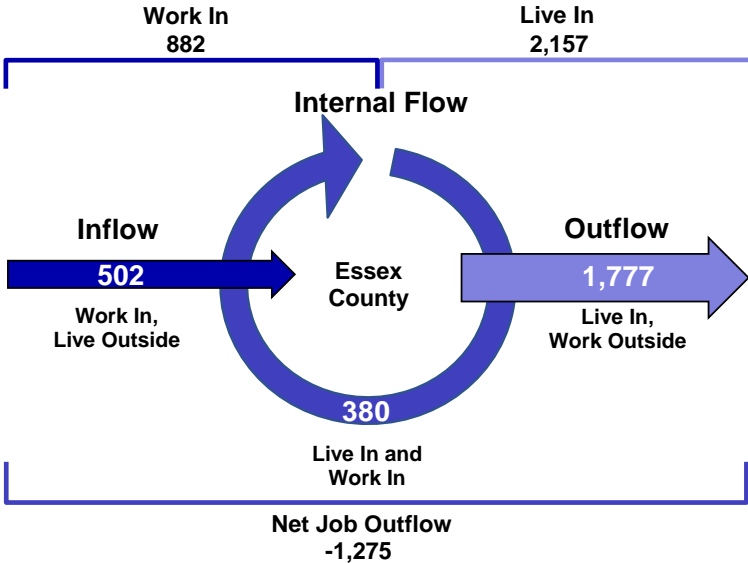 Work In
882
Live In
2,157
Internal Flow
Inflow
502
Work In,
Live Outside
Essex
County
Outflow
1,777
Live In,
Work Outside
380
Live In and
Work In
Net Job Outflow
-1,275